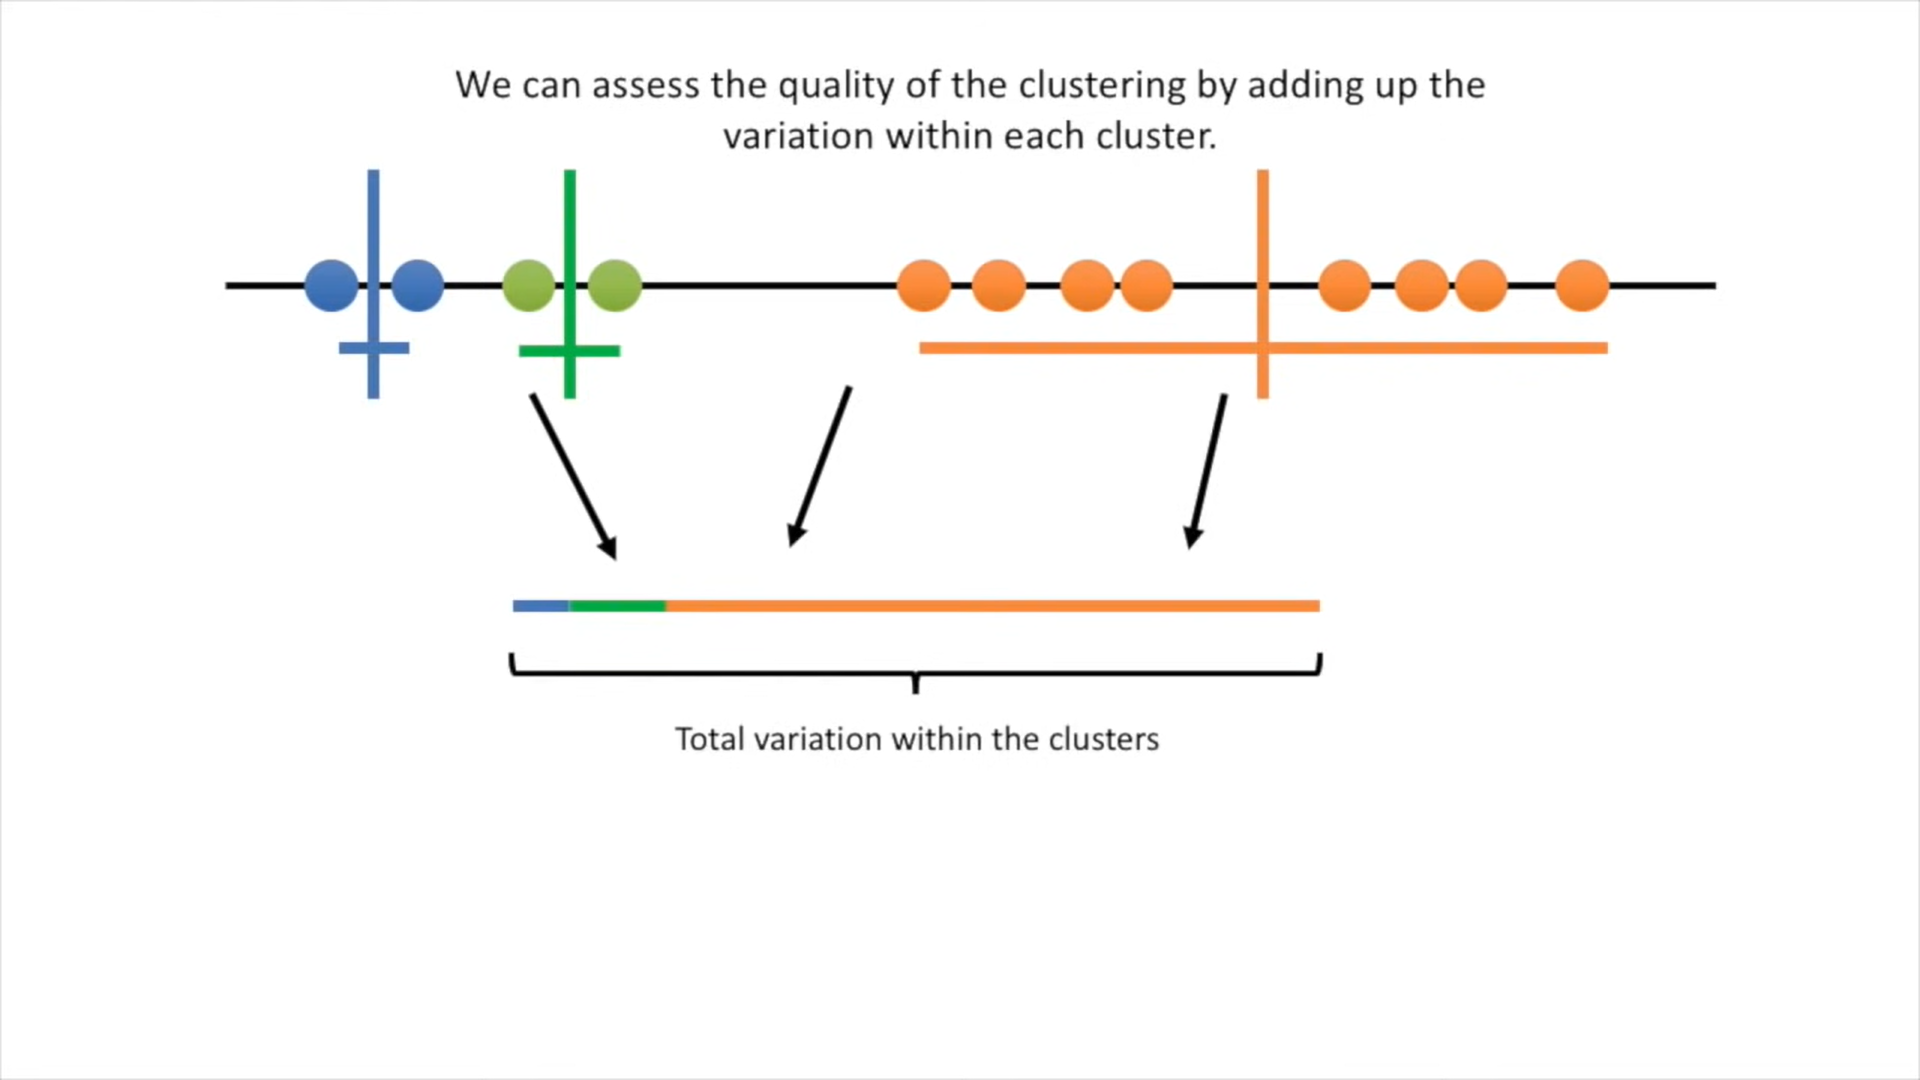 We can assess the quality of the clustering by adding up the
variation within each cluster.
Total variation within the clusters